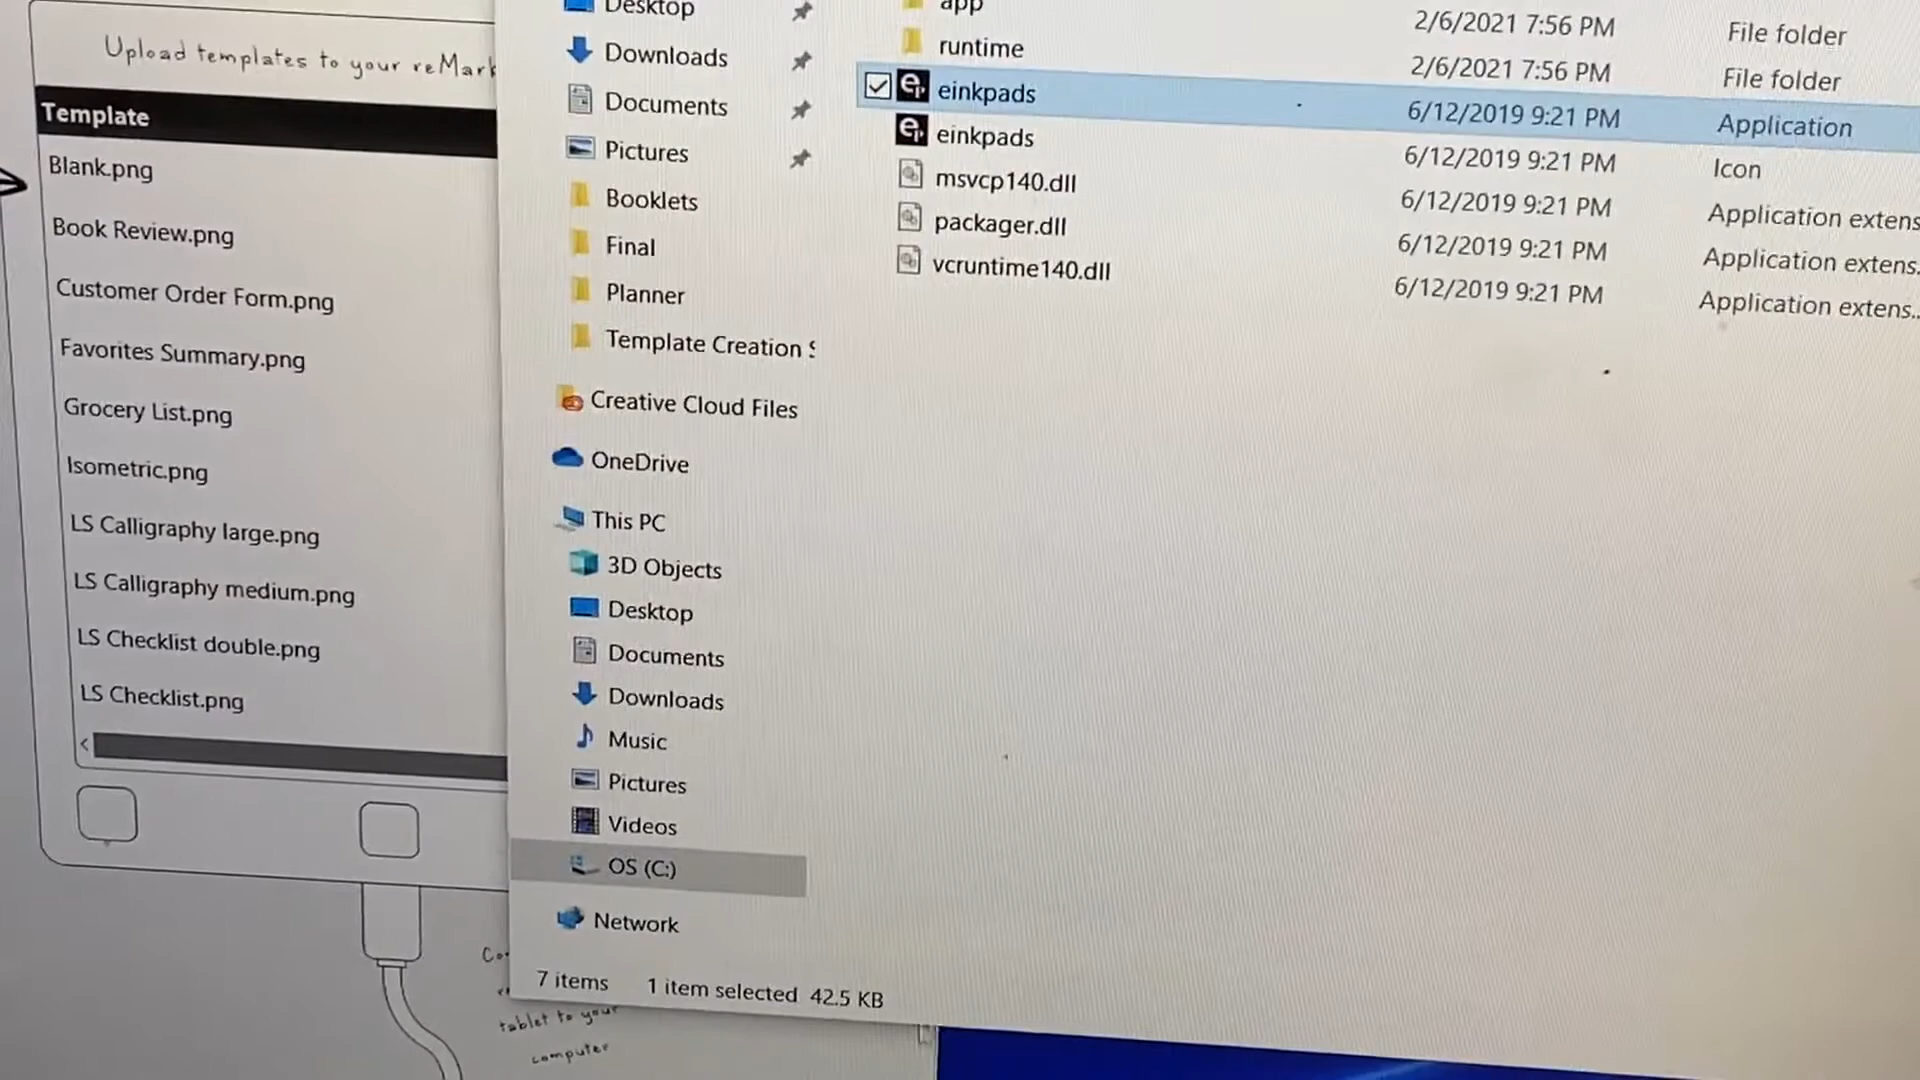 Upload templates to your
Template
Blank.png
Book Review.png
Customer Order Form.png
Favorites Summary.png
Grocery List.png
Isometric.png
LS Calligraphy large.png
LS Calligraphy medium.png
LS Checklist double.png
LS Checklist.png
<
tablet to your
computer
Desktop
Downloads
Documents
Pictures
Booklets
Final
Planner
Template Creation
Creative Cloud Files
OneDrive
This PC
3D Objects
Desktop
Documents
Downloads
Music
Pictures
Videos
OS (C:)
Network
app 2/6/2021 7:56 PM File folder
runtime 2/6/2021 7:56 PM File folder
einkpads 6/12/2019 9:21 PM Application
einkpads 6/12/2019 9:21 PM Icon
msvcp140.dll 6/12/2019 9:21 PM Application extens
packager.dll 6/12/2019 9:21 PM Application extens..
vcruntime140.dll 6/12/2019 9:21 PM Application extens...
7 items 1 item selected 42.5 KB